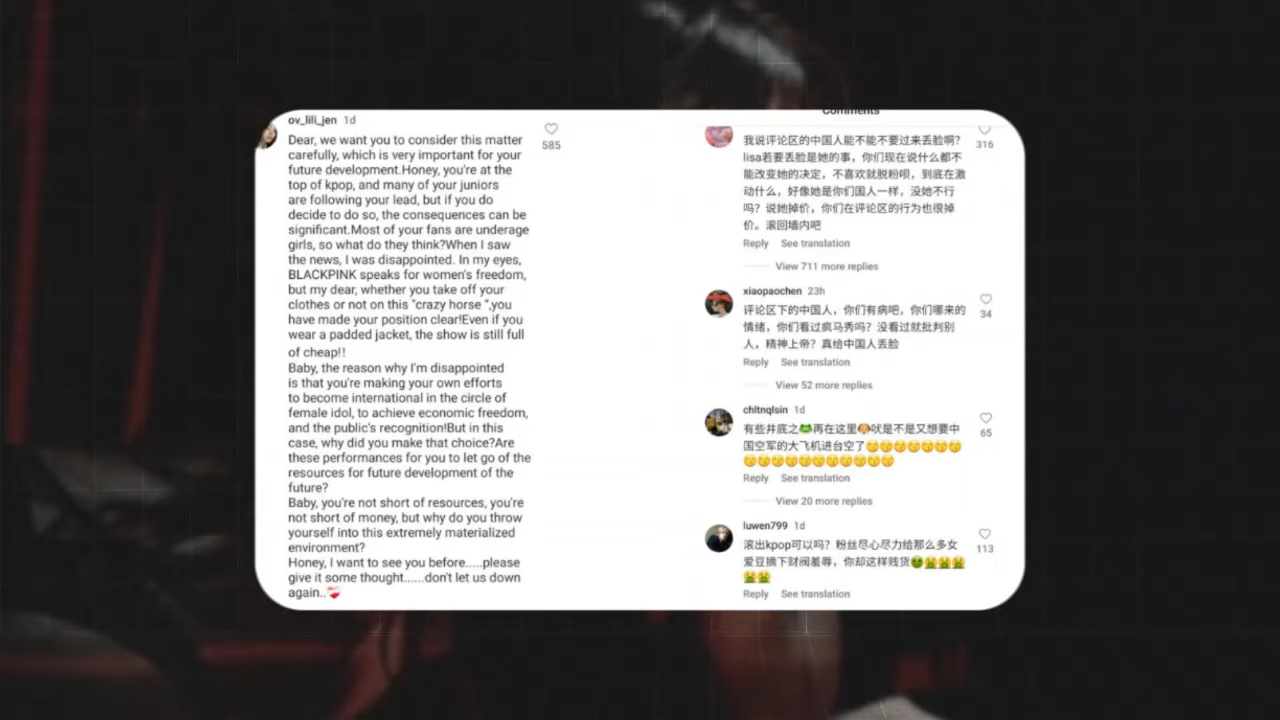 ov_lili_jen 1d
Dear, we want you to consider this matter
carefully, which is very important for your
future development.Honey, you're at the
top of kpop, and many of your juniors
are following your lead, but if you do
decide to do so, the consequences can be
significant.Most of your fans are underage
girls, so what do they think?When I saw
the news, I was disappointed. In my eyes,
BLACKPINK speaks for women's freedom,
but my dear, whether you take off your
clothes or not on this "crazy horse ",you
have made your position clear!Even if you
wear a padded jacket, the show is still full
of cheap!!
Baby, the reason why I'm disappointed
is that you're making your own efforts
to become international in the circle of
female idol, to achieve economic freedom,
and the public's recognition!But in this
case, why did you make that choice?Are
these performances for you to let go of the
resources for future development of the
future?
Baby, you're not short of resources, you're
not short of money, but why do you throw
yourself into this extremely materialized
environment?
Honey, I want to see you before.....please
give it some thought......don't let us down
again..💔
585
Comments
我说评论区的中国人能不能不要过来丢脸啊?
lisa若要丢脸是她的事，你们现在说什么都不
能改变她的决定，不喜欢就脱粉呗，到底在激
动什么，好像她是你们国人一样，没她不行
吗？说她掉价，你们在评论区的行为也很掉
价。滚回墙内吧
316
Reply See translation
View 711 more replies
xiaopaochen 23h
评论区下的中国人，你们有病吧，你们哪来的
情绪，你们看过疯马秀吗？没看过就批判别
人，精神上帝？真给中国人丢脸
34
Reply See translation
View 52 more replies
chltnqlsin 1d
有些井底之🐸再在这里🐶吠是不是又想要中
国空军的大飞机进台空了😚😚😚😚😚😚😚
😚😚😚😚😚😚😚😚😚😚😚
65
Reply See translation
View 20 more replies
luwen799 1d
滚出kpop可以吗？粉丝尽心尽力给那么多女
爱豆摘下财阀羞辱，你却这样贱货🤢🤮🤮🤮
🤮🤮
113
Reply See translation